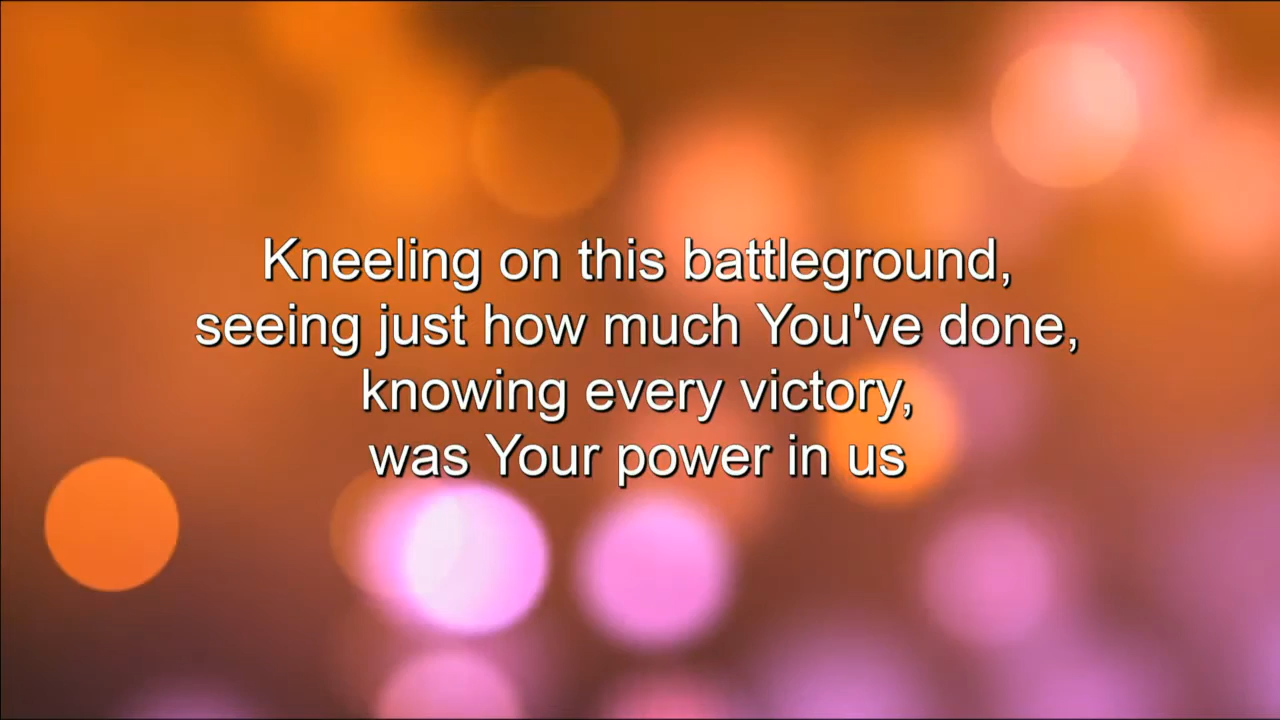 Kneeling on this battleground,
seeing just how much You've done,
knowing every victory,
was Your power in us